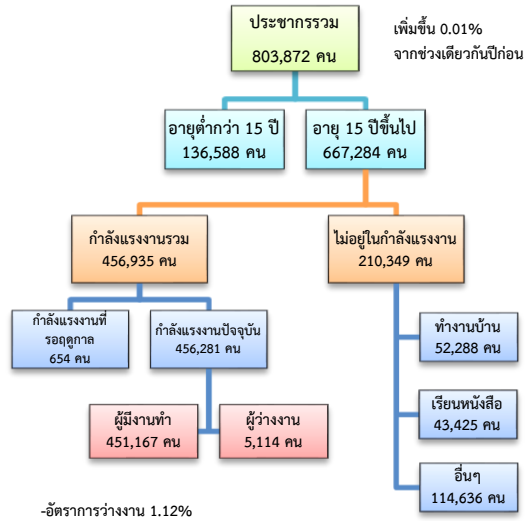 ประชากรรวม
803,872 คน
เพิ่มขึ้น 0.01%
จากช่วงเดียวกันปีก่อน
อายุต่ำกว่า 15 ปี
136,588 คน
อายุ 15 ปีขึ้นไป
667,284 คน
กำลังแรงงานรวม
456,935 คน
ไม่อยู่ในกำลังแรงงาน
210,349 คน
กำลังแรงงานที่
รอฤดูกาล
654 คน
กำลังแรงงานปัจจุบัน
456,281 คน
ทำงานบ้าน
52,288 คน
ผู้มีงานทำ
451,167 คน
ผู้ว่างงาน
5,114 คน
เรียนหนังสือ
43,425 คน
อื่นๆ
114,636 คน
-อัตราการว่างงาน 1.12%